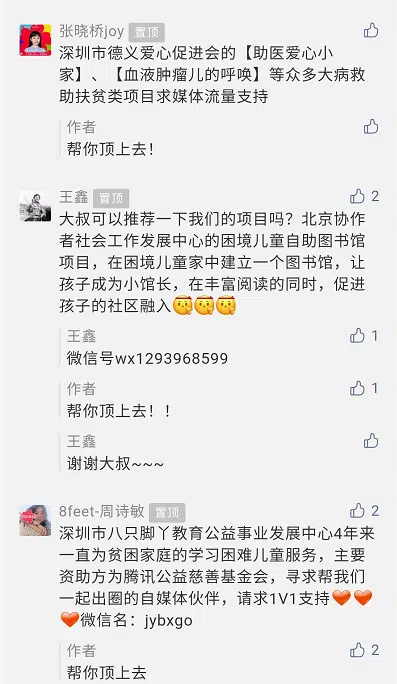 张晓桥joy 置顶
深圳市德义爱心促进会的【助医爱心小
家】、【血液肿瘤儿的呼唤】等众多大病救
助扶贫类项目求媒体流量支持
作者
帮你顶上去！
王鑫 置顶 2
大叔可以推荐一下我们的项目吗？北京协作
者社会工作发展中心的困境儿童自助图书馆
项目，在困境儿童家中建立一个图书馆，让
孩子成为小馆长，在丰富阅读的同时，促进
孩子的社区融入
王鑫 1
微信号wx1293968599
作者 1
帮你顶上去！！
王鑫
谢谢大叔~~~
8feet-周诗敏 置顶 2
深圳市八只脚丫教育公益事业发展中心4年来
一直为贫困家庭的学习困难儿童服务，主要
资助方为腾讯公益慈善基金会，寻求帮我们
一起出圈的自媒体伙伴，请求1V1支持❤❤
❤微信名：jybxgo
作者 2
帮你顶上去